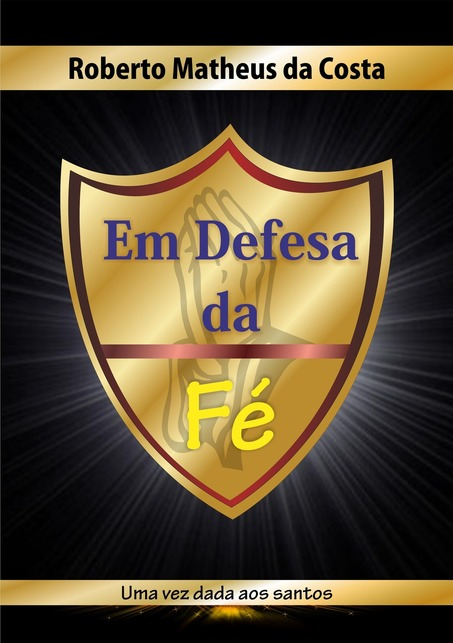 Roberto Matheus da Costa
Em Defesa
da
Fé
Uma vez dada aos santos